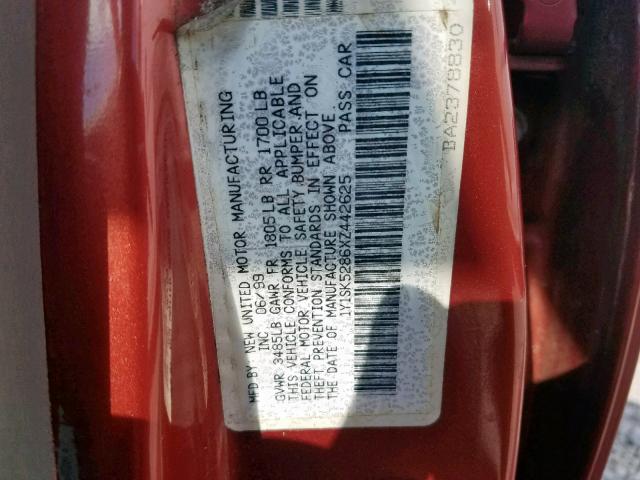 MFD BY NEW UNITED MOTOR MANUFACTURING
INC 06/99
GVWR 3485LB GAWR FR 1805LB RR 1700LB
THIS VEHICLE CONFORMS TO ALL APPLICABLE
FEDERAL MOTOR VEHICLE SAFETY BUMPER AND
THEFT PREVENTION STANDARDS IN EFFECT ON
THE DATE OF MANUFACTURE SHOWN ABOVE
1Y1SK5286XZ442625 PASS CAR
BA2378830